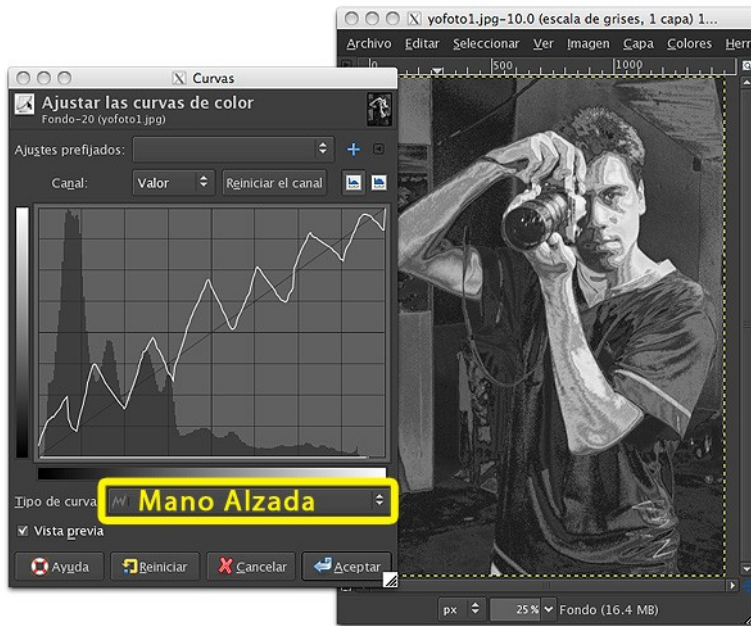 yofoto1.jpg-10.0 (escala de grises, 1 capa) 1...
Archivo Editar Seleccionar Ver Imagen Capa Colores Herr
0 500 1000
Curvas
Ajustar las curvas de color
Fondo-20 (yofoto1.jpg)
Ajustes prefijados:
Canal: Valor Reiniciar el canal
Tipo de curva Mano Alzada
Vista previa
Ayuda Reiniciar Cancelar Aceptar
px 25 % Fondo (16.4 MB)